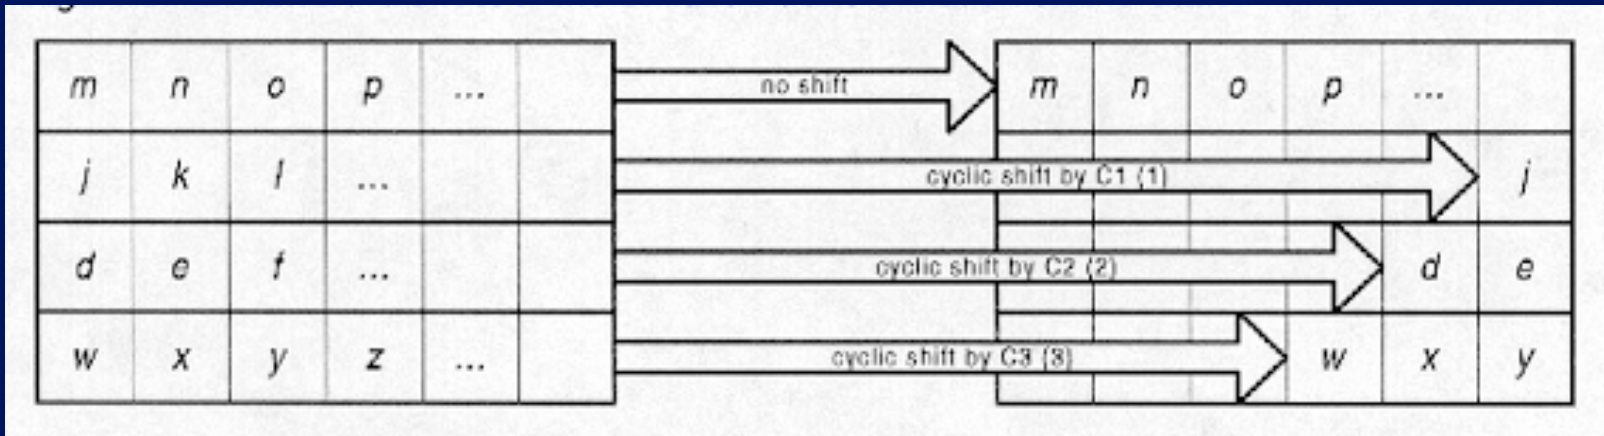 m n o p ... no shift m n o p ...
j k l ... cyclic shift by C1 (1) j
d e f ... cyclic shift by C2 (2) d e
w x y z ... cyclic shift by C3 (3) w x y